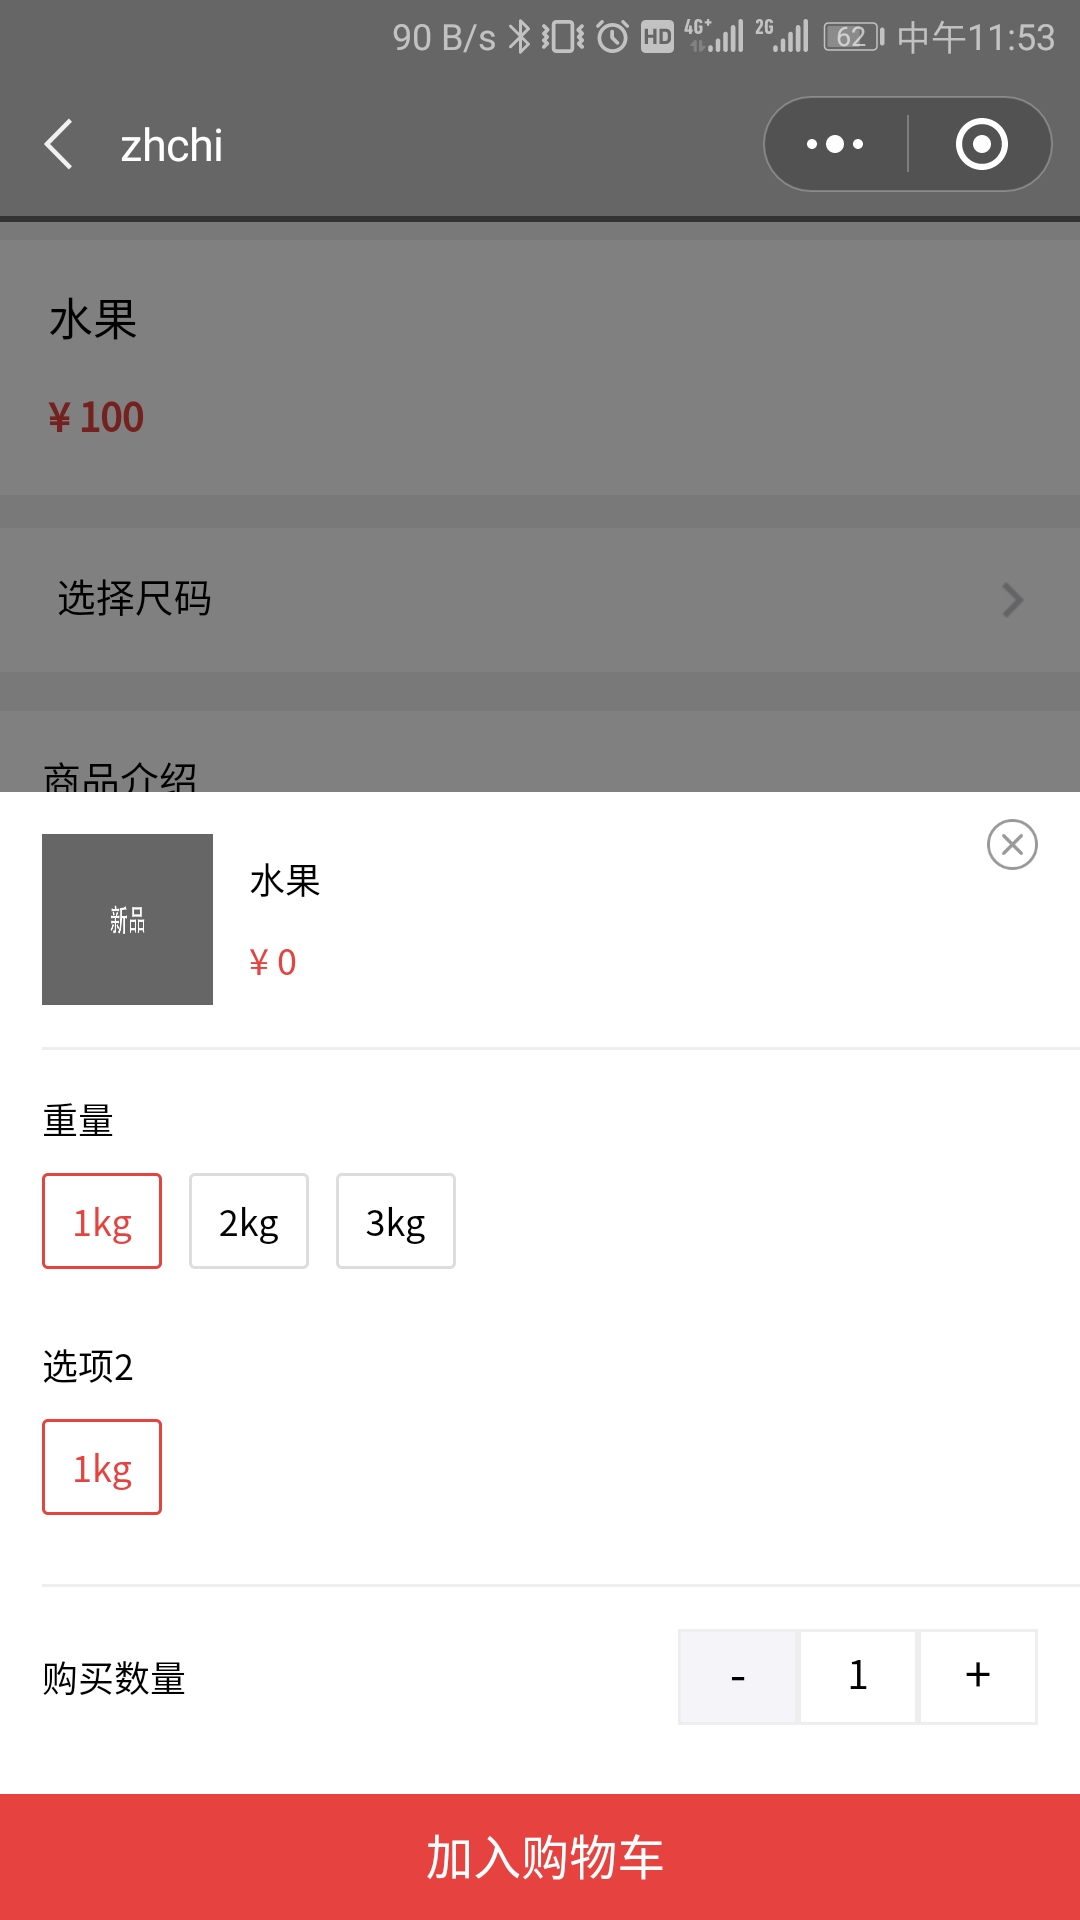 90 B/s HD 4G+ 2G 62 中午11:53
zhchi
水果
¥ 100
选择尺码
商品介绍
新品
水果
¥ 0
重量
1kg 2kg 3kg
选项2
1kg
购买数量 - 1 +
加入购物车